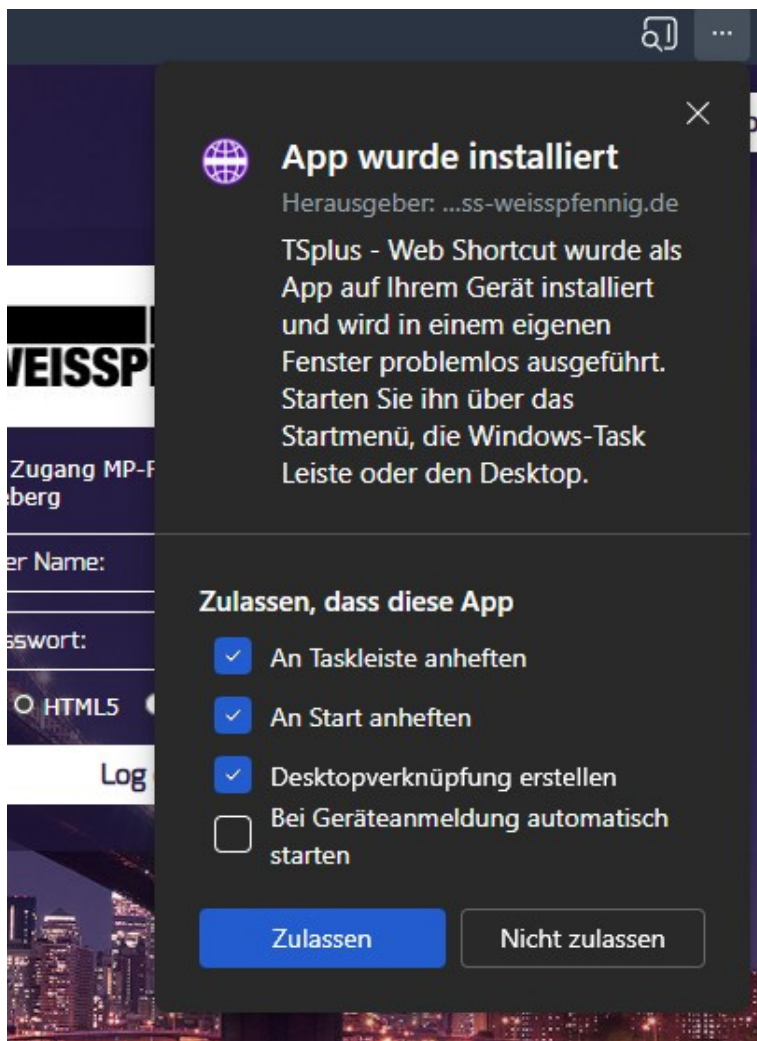 App wurde installiert
Herausgeber: ...ss-weisspfennig.de
TSplus - Web Shortcut wurde als
App auf Ihrem Gerät installiert
und wird in einem eigenen
Fenster problemlos ausgeführt.
Starten Sie ihn über das
Startmenü, die Windows-Task
Leiste oder den Desktop.
WEISSP
Zugang MP-F
berg
er Name:
sswort:
HTML5
Log
Zulassen, dass diese App
An Taskleiste anheften
An Start anheften
Desktopverknüpfung erstellen
Bei Geräteanmeldung automatisch
starten
Zulassen
Nicht zulassen